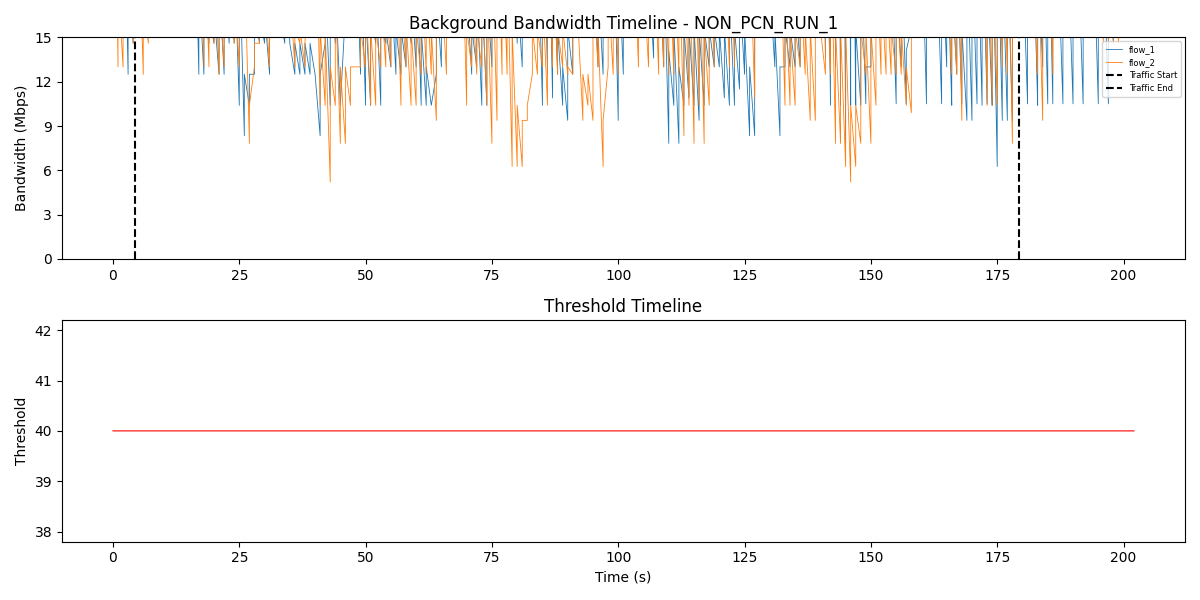 Background Bandwidth Timeline - NON_PCN_RUN_1
Bandwidth (Mbps)
15
12
9
6
3
0
flow_1
flow_2
Traffic Start
Traffic End
0 25 50 75 100 125 150 175 200
Threshold Timeline
Threshold
42
41
40
39
38
0 25 50 75 100 125 150 175 200
Time (s)